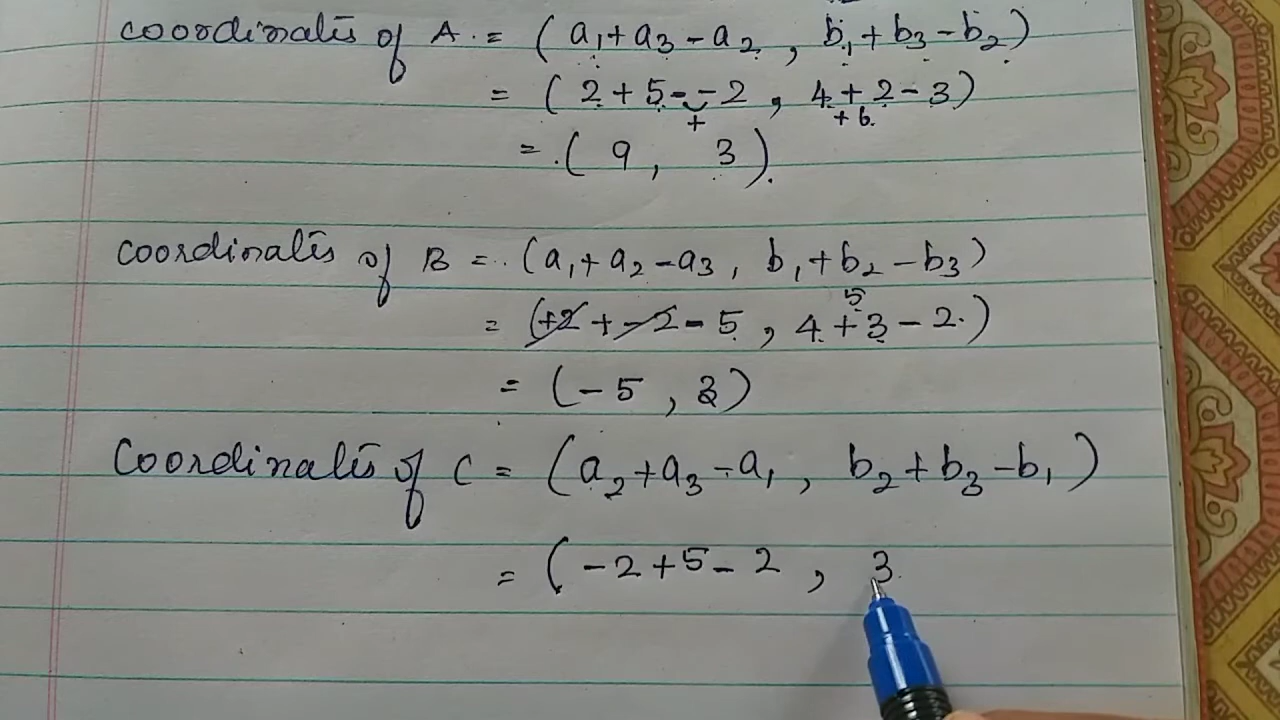 coordinates of A = (a₁+a₃-a₂, b₁+b₃-b₂)
= (2+5--2, 4+2-3)
+ +6
= (9, 3)
coordinates of B = (a₁+a₂-a₃, b₁+b₂-b₃)
5
= (+2+-2-5, 4+3-2)
= (-5, 3)
Coordinates of C = (a₂+a₃-a₁, b₂+b₃-b₁)
= (-2+5-2, 3